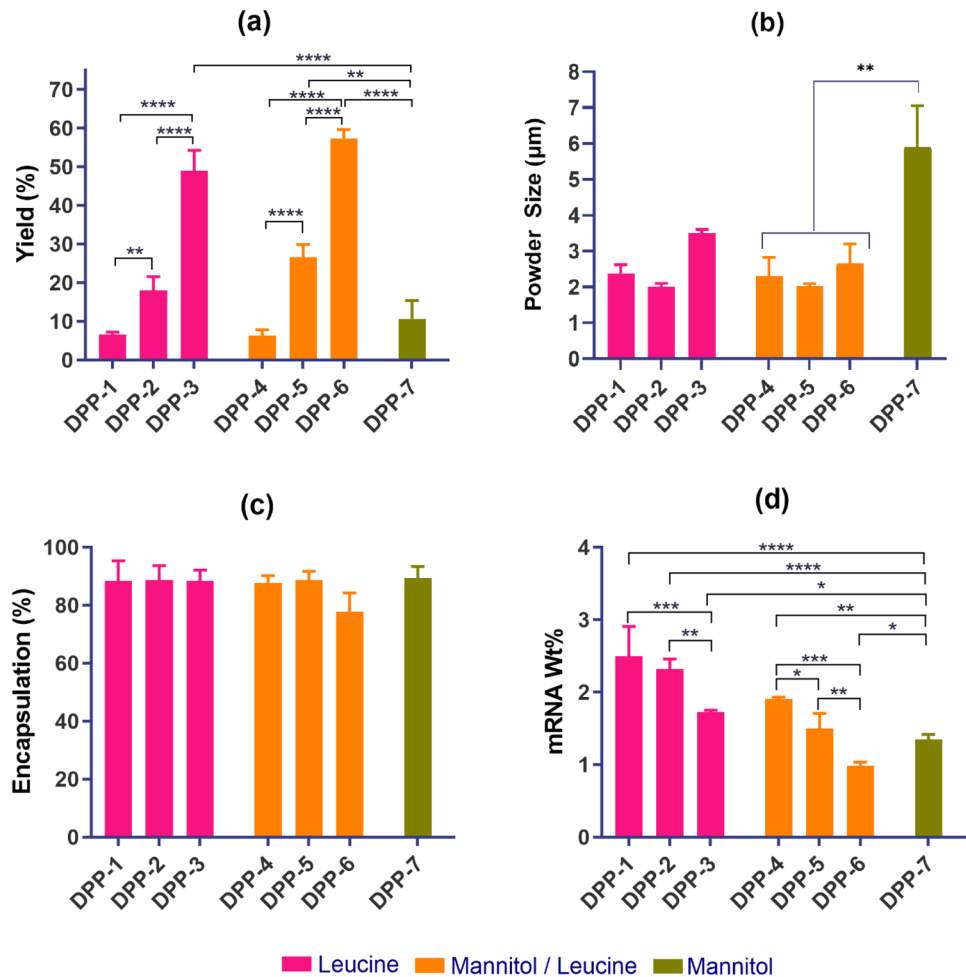 (a)
Yield (%)
70
60
50
40
30
20
10
0
****
**
****
****
****
****
****
****
**
DPP-1
DPP-2
DPP-3
DPP-4
DPP-5
DPP-6
DPP-7
(b)
Powder Size (µm)
8
7
6
5
4
3
2
1
0
**
DPP-1
DPP-2
DPP-3
DPP-4
DPP-5
DPP-6
DPP-7
(c)
Encapsulation (%)
100
80
60
40
20
0
DPP-1
DPP-2
DPP-3
DPP-4
DPP-5
DPP-6
DPP-7
(d)
mRNA Wt%
4
3
2
1
0
****
****
*
**
***
*
**
***
*
**
DPP-1
DPP-2
DPP-3
DPP-4
DPP-5
DPP-6
DPP-7
Leucine
Mannitol / Leucine
Mannitol